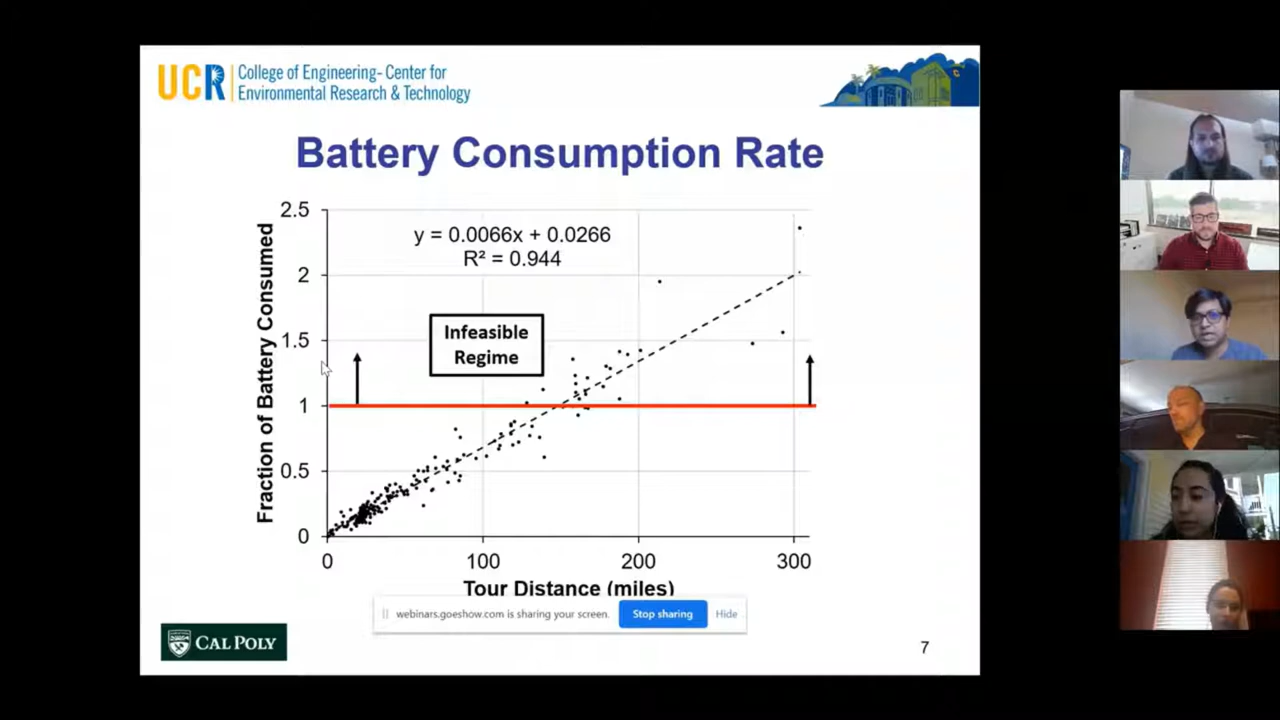 UCR
College of Engineering- Center for
Environmental Research & Technology
Battery Consumption Rate
Fraction of Battery Consumed
2.5
2
1.5
1
0.5
0
y = 0.0066x + 0.0266
R² = 0.944
Infeasible
Regime
0 100 200 300
Tour Distance (miles)
webinars.goeshow.com is sharing your screen. Stop sharing Hide
CAL POLY
7